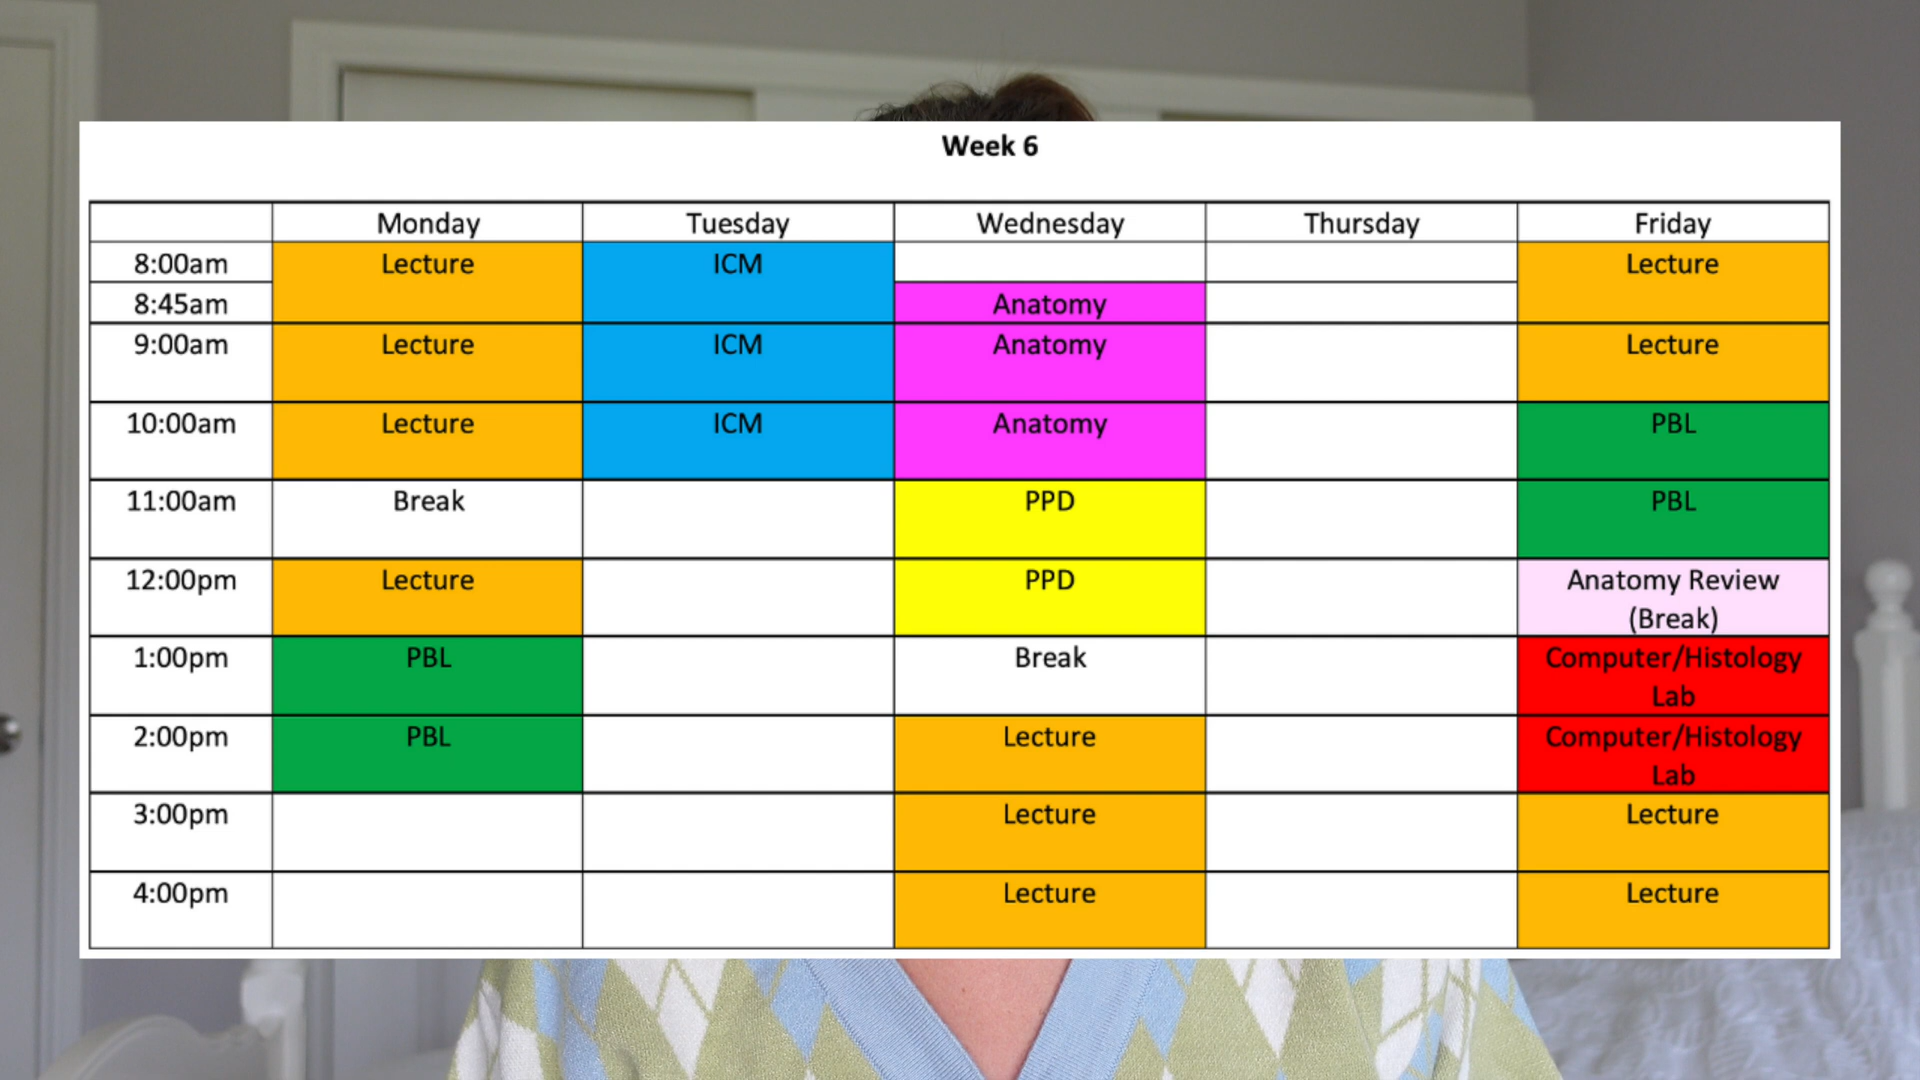 Week 6
Monday Tuesday Wednesday Thursday Friday
8:00am Lecture ICM Lecture
8:45am Anatomy
9:00am Lecture ICM Anatomy Lecture
10:00am Lecture ICM Anatomy PBL
11:00am Break PPD PBL
12:00pm Lecture PPD Anatomy Review
(Break)
1:00pm PBL Break Computer/Histology
Lab
2:00pm PBL Lecture Computer/Histology
Lab
3:00pm Lecture Lecture
4:00pm Lecture Lecture